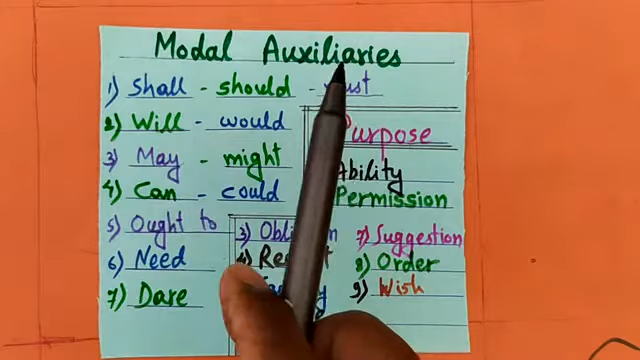 Modal Auxiliaries
1) Shall - should -
2) Will - would
Purpose
3) May - might
Ability
4) Can - could
Permission
5) Ought to
3)
7) Suggestion
6) Need
8) Order
7) Dare
9) Wish